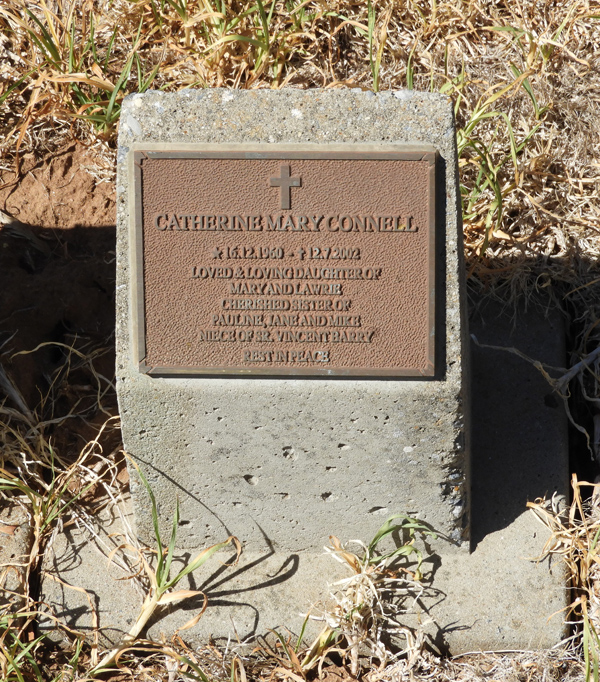 CATHERINE MARY CONNELL
☆ 16.12.1960 - † 12.7.2002
LOVED & LOVING DAUGHTER OF
MARY AND LAWRIE
CHERISHED SISTER OF
PAULINE, JANE AND MIKE
NIECE OF SR. VINCENT BARRY
REST IN PEACE